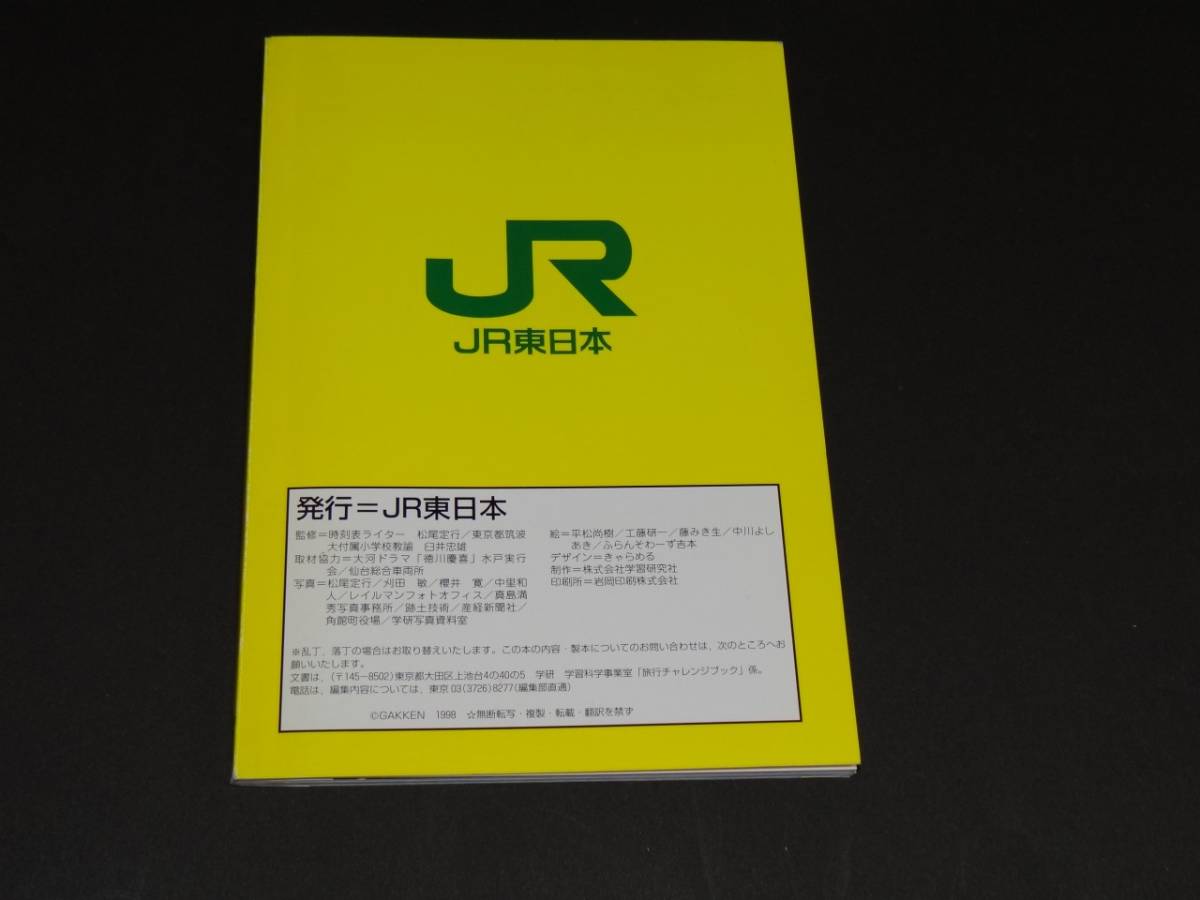 JR
JR東日本
発行＝JR東日本
監修＝時刻表ライター　松尾定行／東京都筑波
大付属小学校教諭　臼井忠雄
取材協力＝大河ドラマ「徳川慶喜」水戸実行
会／仙台総合車両所
写真＝松尾定行／刈田　敏／櫻井　寛／中里和
人／レイルマンフォトオフィス／真島満
秀写真事務所／跡土技術／産経新聞社／
角館町役場／学研写真資料室
絵＝平松尚樹／工藤研一／藤みき生／中川よし
あき／ふらんそわーず吉本
デザイン＝きゃらめる
制作＝株式会社学習研究社
印刷所＝岩岡印刷株式会社
※乱丁、落丁の場合はお取り替えいたします。この本の内容・製本についてのお問い合わせは、次のところへお
願いいたします。
文書は、（〒145－8502）東京都大田区上池台4の40の5　学研　学習科学事業室「旅行チャレンジブック」係。
電話は、編集内容については、東京03（3726）8277（編集部直通）
©GAKKEN　1998　☆無断転写・複製・転載・翻訳を禁ず